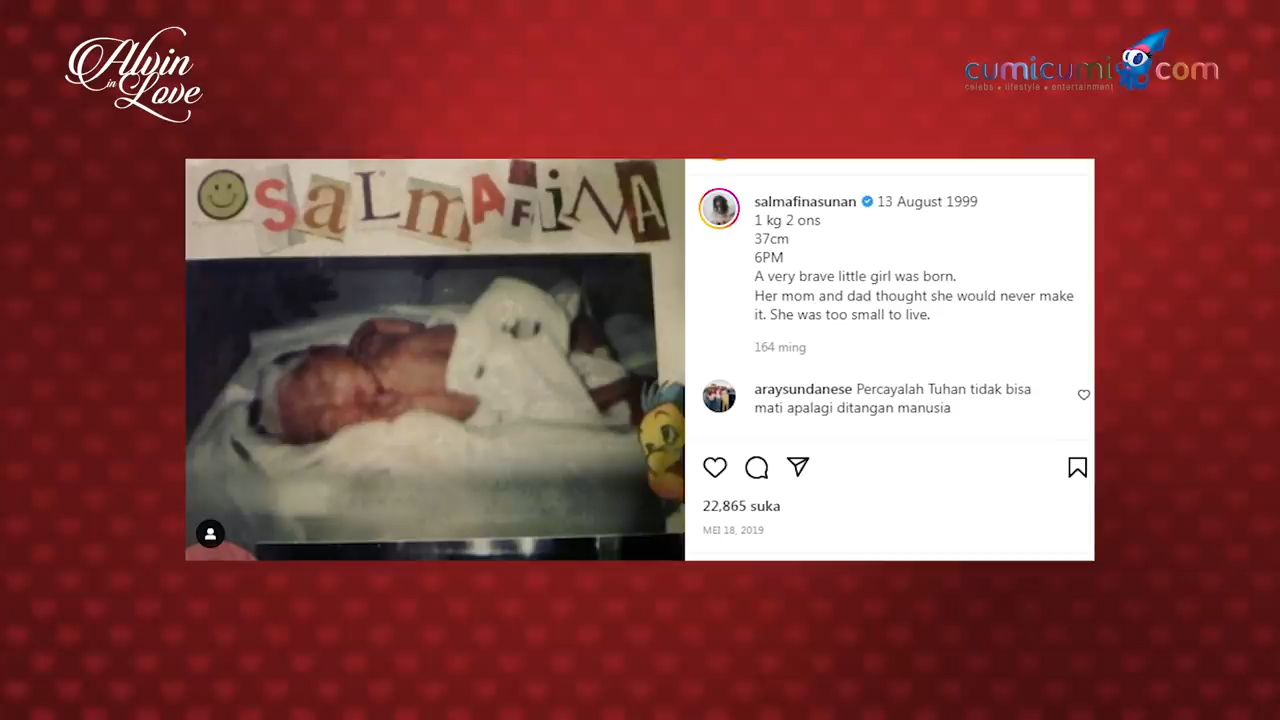 Alvin
in
Love
cumicumi.com
celebs • lifestyle • entertainment
SaLmAFiNA
salmafinasunan 13 August 1999
1 kg 2 ons
37cm
6PM
A very brave little girl was born.
Her mom and dad thought she would never make
it. She was too small to live.
164 ming
araysundanese Percayalah Tuhan tidak bisa
mati apalagi ditangan manusia
22,865 suka
MEI 18, 2019